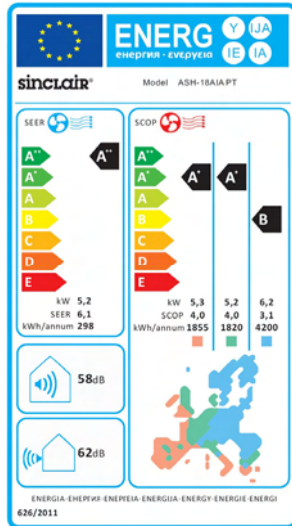 ENERG Y IJA
енергия · ενεργεια IE IA
sinclair® Model ASH-18AIA PT
SEER SCOP
A++ A++ A++
A+ A+ A+ A+
A A
B B B
C C
D D
E E
kW 5,2 kW 5,3 5,2 6,2
SEER 6,1 SCOP 4,0 4,0 3,1
kWh/annum 298 kWh/annum 1855 1820 4200
58dB
62dB
ENERGIA·ЕНЕРГИЯ·ΕΝΕΡΓΕΙΑ·ENERGIJA·ENERGY·ENERGIE·ENERGI
626/2011